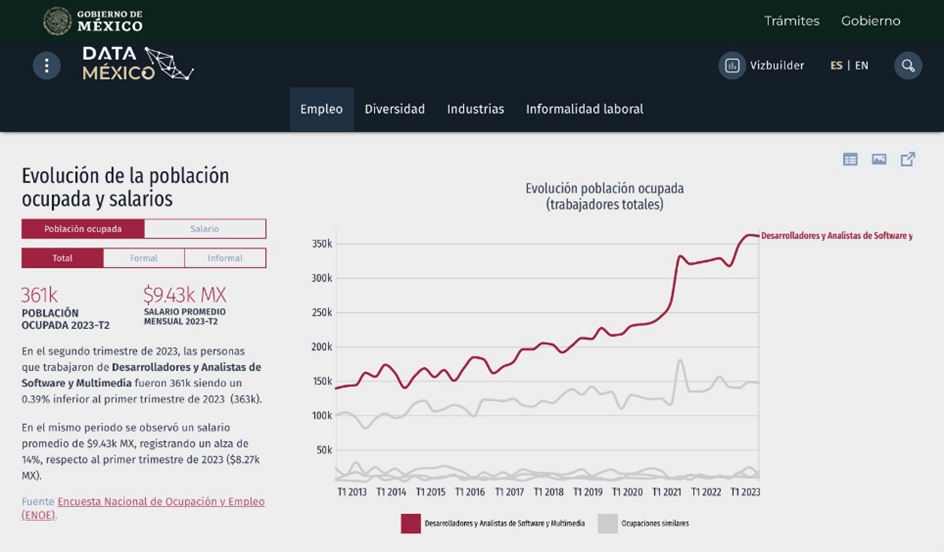 GOBIERNO DE
MÉXICO
Trámites
Gobierno
DATA
MÉXICO
Vizbuilder
ES | EN
Empleo
Diversidad
Industrias
Informalidad laboral
Evolución de la población
ocupada y salarios
Población ocupada
Salario
Total
Formal
Informal
361k
POBLACIÓN
OCUPADA 2023-T2
$9.43k MX
SALARIO PROMEDIO
MENSUAL 2023-T2
En el segundo trimestre de 2023, las personas
que trabajaron de Desarrolladores y Analistas de
Software y Multimedia fueron 361k siendo un
0.39% inferior al primer trimestre de 2023 (363k).
En el mismo periodo se observó un salario
promedio de $9.43k MX, registrando un alza de
14%, respecto al primer trimestre de 2023 ($8.27k
MX).
Fuente Encuesta Nacional de Ocupación y Empleo
(ENOE).
Evolución población ocupada
(trabajadores totales)
350k
300k
250k
200k
150k
100k
50k
Desarrolladores y Analistas de Software y
T1 2013
T1 2014
T1 2015
T1 2016
T1 2017
T1 2018
T1 2019
T1 2020
T1 2021
T1 2022
T1 2023
Desarrolladores y Analistas de Software y Multimedia
Ocupaciones similares